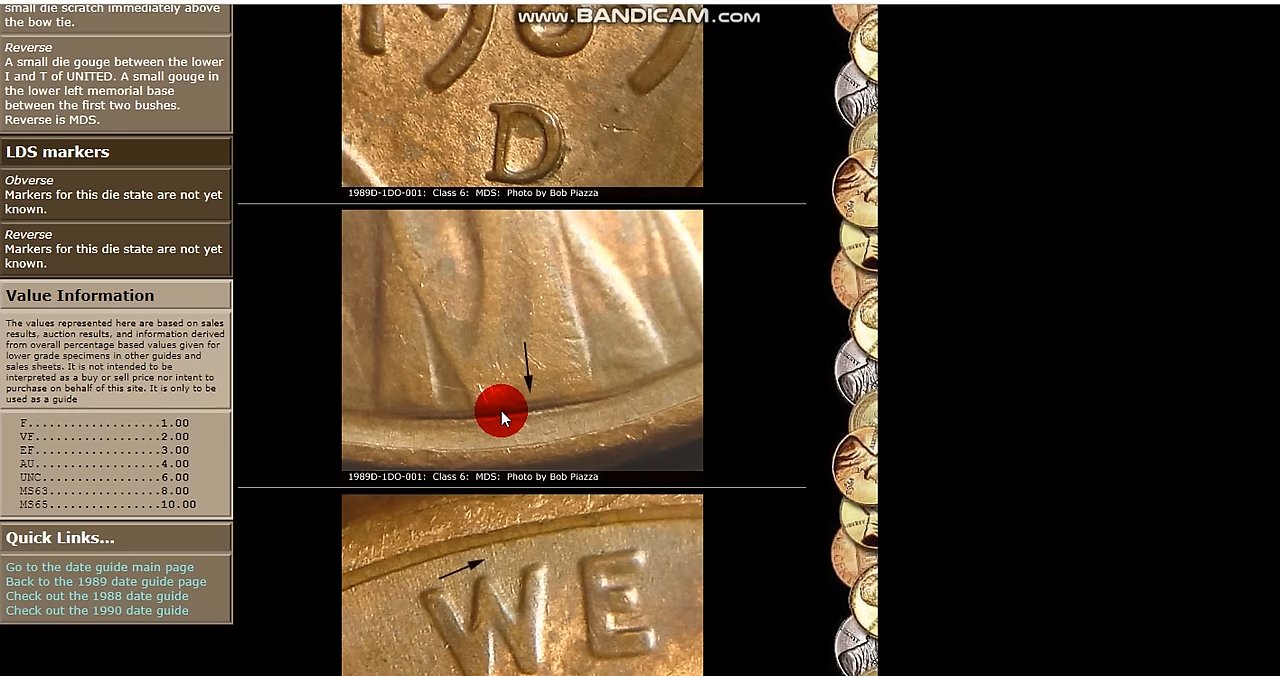 www.BANDICAM.com
small die scratch immediately above
the bow tie.
Reverse
A small die gouge between the lower
I and T of UNITED. A small gouge in
the lower left memorial base
between the first two bushes.
Reverse is MDS.
LDS markers
Obverse
Markers for this die state are not yet
known.
Reverse
Markers for this die state are not yet
known.
Value Information
The values represented here are based on sales
results, auction results, and information derived
from overall percentage based values given for
lower grade specimens in other guides and
sales sheets. It is not intended to be
interpreted as a buy or sell price nor intent to
purchase on behalf of this site. It is only to be
used as a guide
F..................1.00
VF.................2.00
EF.................3.00
AU.................4.00
UNC................6.00
MS63...............8.00
MS65...............10.00
Quick Links...
Go to the date guide main page
Back to the 1989 date guide page
Check out the 1988 date guide
Check out the 1990 date guide
1989
D
1989D-1DO-001: Class 6: MDS: Photo by Bob Piazza
1989D-1DO-001: Class 6: MDS: Photo by Bob Piazza
WE